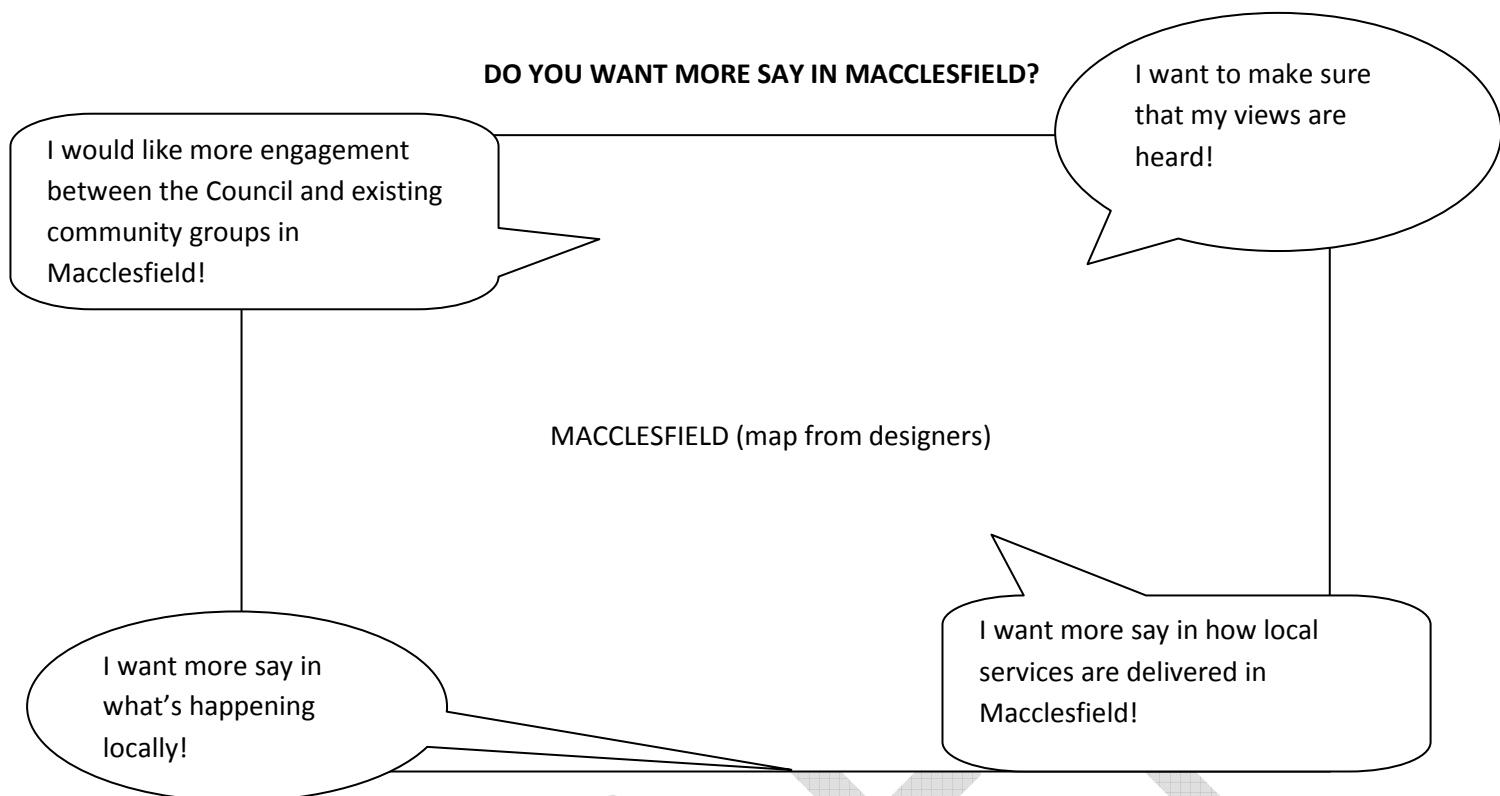 DO YOU WANT MORE SAY IN MACCLESFIELD?
I want to make sure
that my views are
heard!
I would like more engagement
between the Council and existing
community groups in
Macclesfield!
MACCLESFIELD (map from designers)
I want more say in how local
services are delivered in
Macclesfield!
I want more say in
what’s happening
locally!